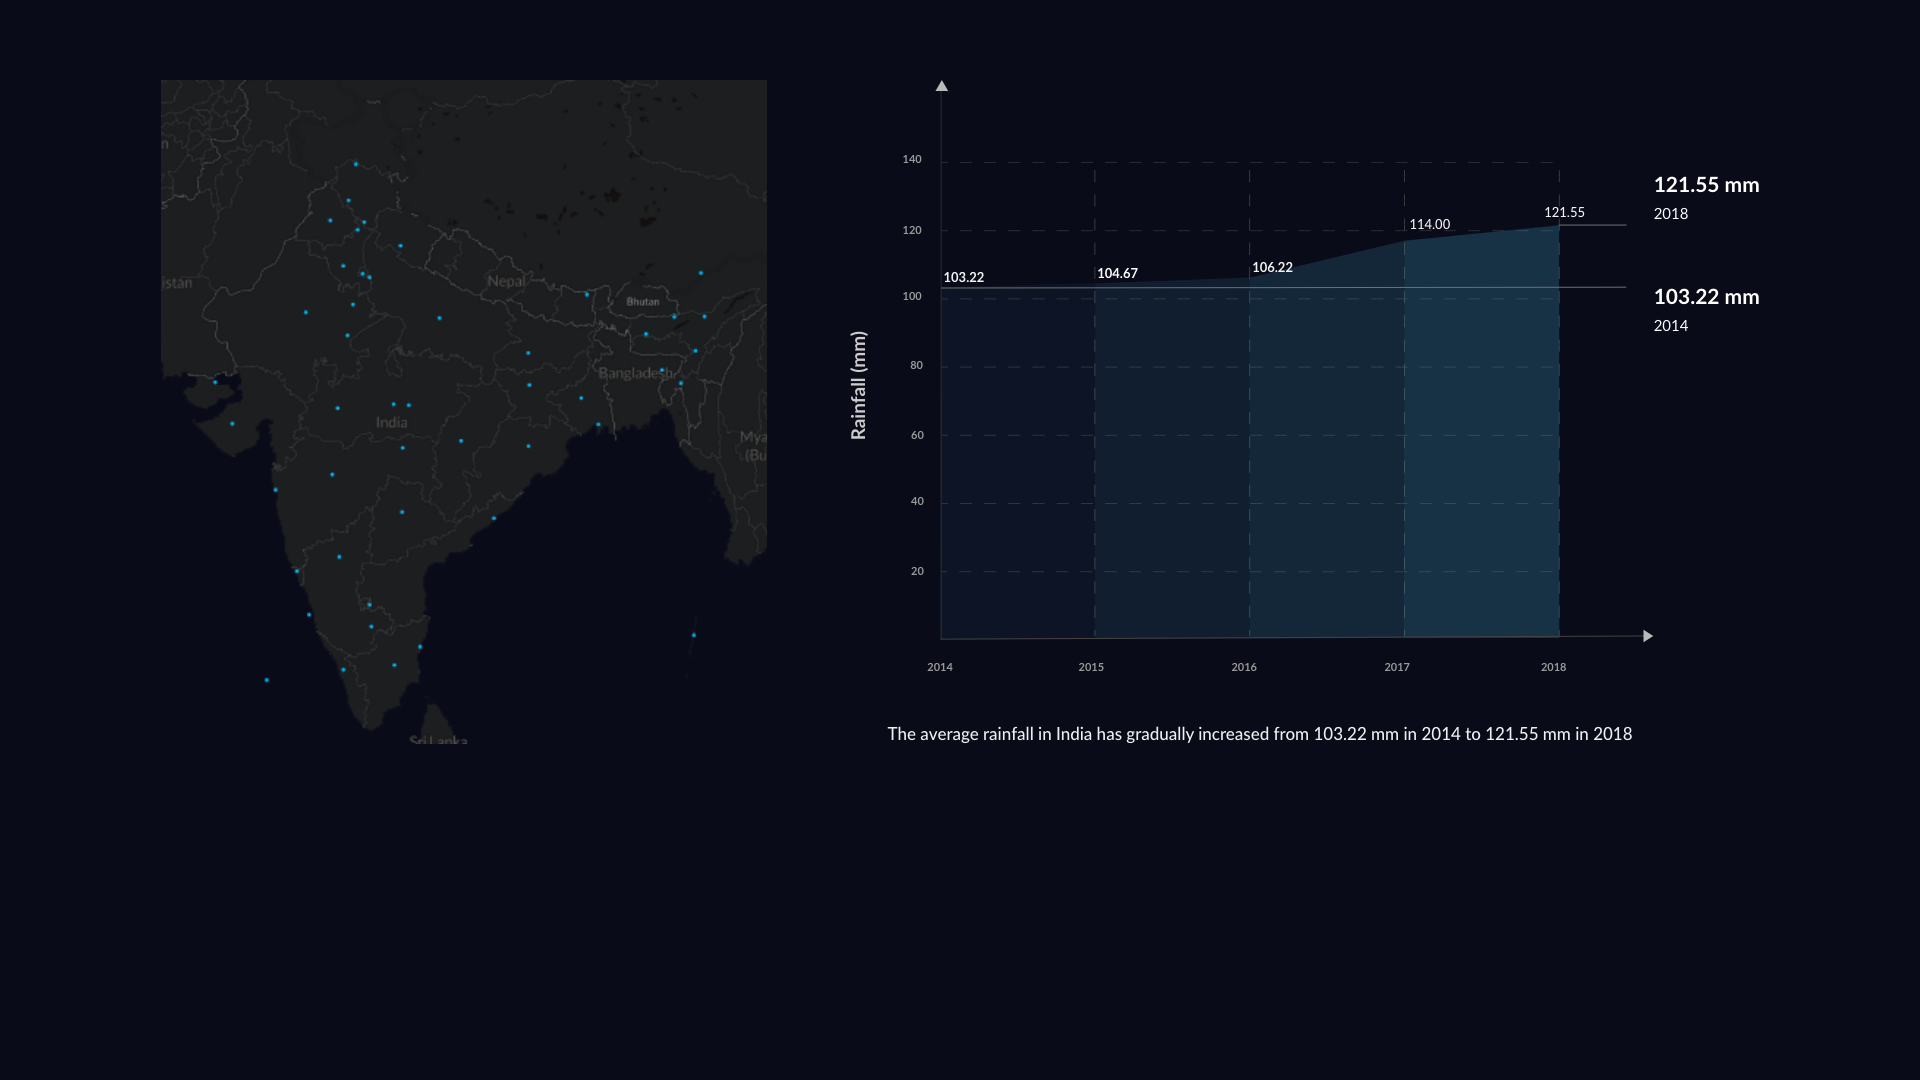 istán
Nepal
Bhutan
Bangladesh
India
Mya
(Bu
Sri Lanka
140
120
100
80
60
40
20
Rainfall (mm)
103.22
104.67
106.22
114.00
121.55
2014
2015
2016
2017
2018
121.55 mm
2018
103.22 mm
2014
The average rainfall in India has gradually increased from 103.22 mm in 2014 to 121.55 mm in 2018